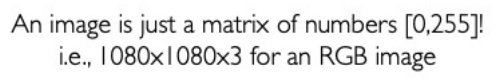 An image is just a matrix of numbers [0,255]!
i.e., 1080x1080x3 for an RGB image